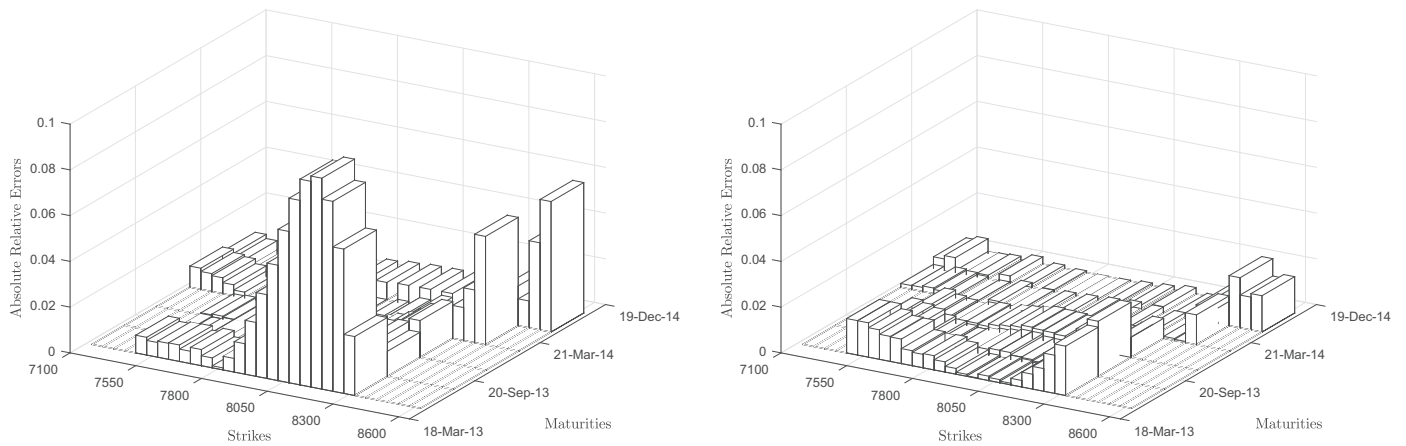 0.1
0.08
0.06
0.04
0.02
0
Absolute Relative Errors
7100
7550
7800
8050
8300
8600
Strikes
18-Mar-13
20-Sep-13
21-Mar-14
19-Dec-14
Maturities
0.1
0.08
0.06
0.04
0.02
0
Absolute Relative Errors
7100
7550
7800
8050
8300
8600
Strikes
18-Mar-13
20-Sep-13
21-Mar-14
19-Dec-14
Maturities